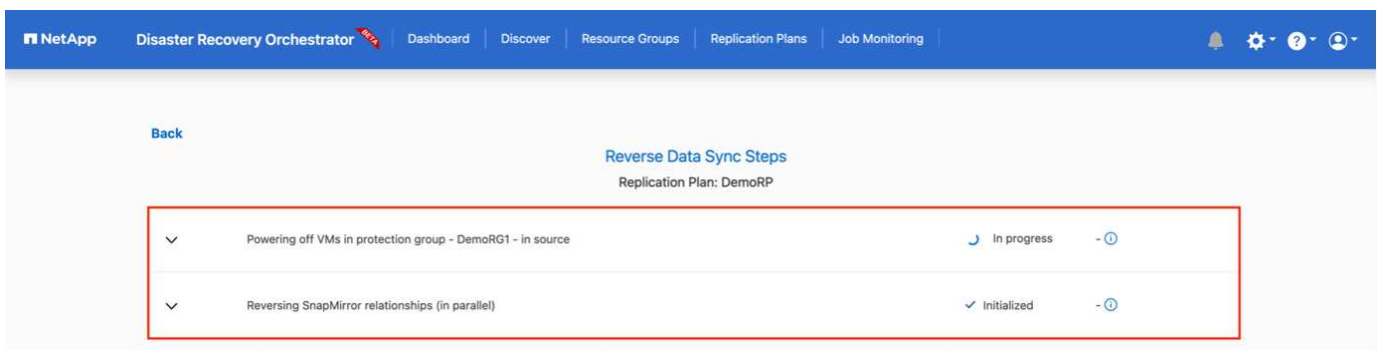 NetApp Disaster Recovery Orchestrator BETA Dashboard Discover Resource Groups Replication Plans Job Monitoring
Back
Reverse Data Sync Steps
Replication Plan: DemoRP
Powering off VMs in protection group - DemoRG1 - in source In progress -
Reversing SnapMirror relationships (in parallel) Initialized -